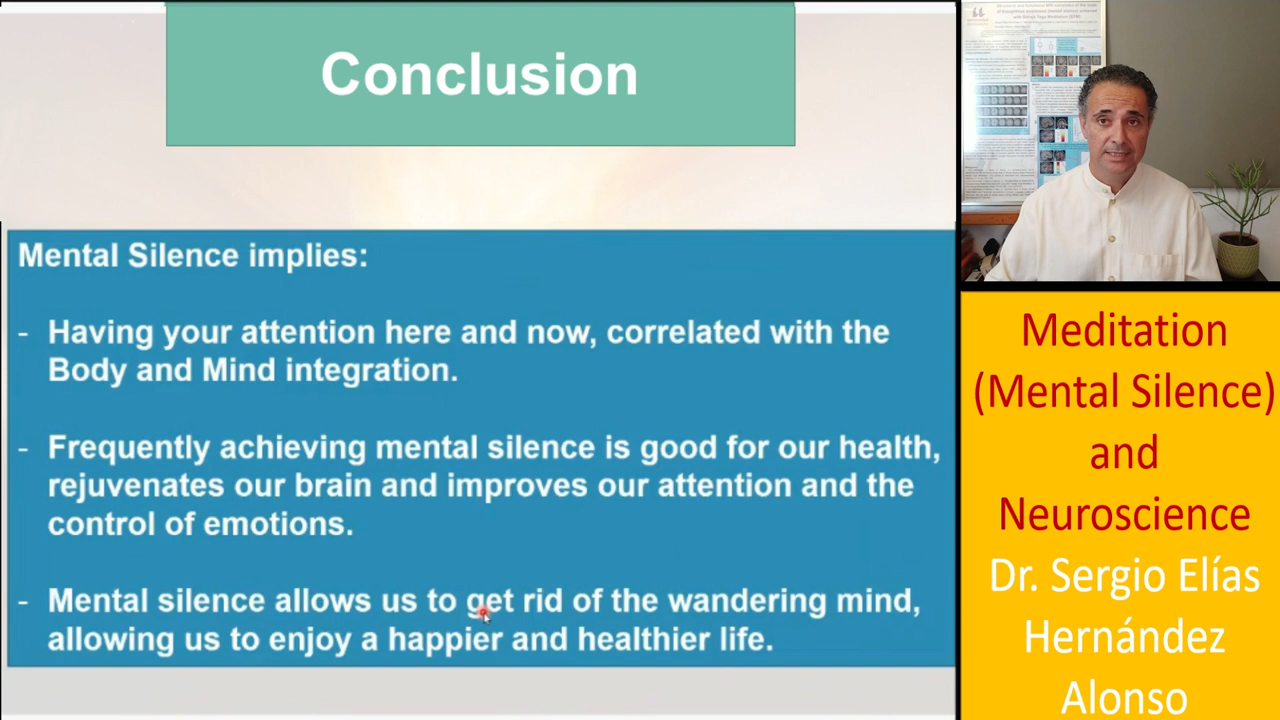 Conclusion
Mental Silence implies:
- Having your attention here and now, correlated with the
Body and Mind integration.
- Frequently achieving mental silence is good for our health,
rejuvenates our brain and improves our attention and the
control of emotions.
- Mental silence allows us to get rid of the wandering mind,
allowing us to enjoy a happier and healthier life.
Meditation
(Mental Silence)
and
Neuroscience
Dr. Sergio Elías
Hernández
Alonso